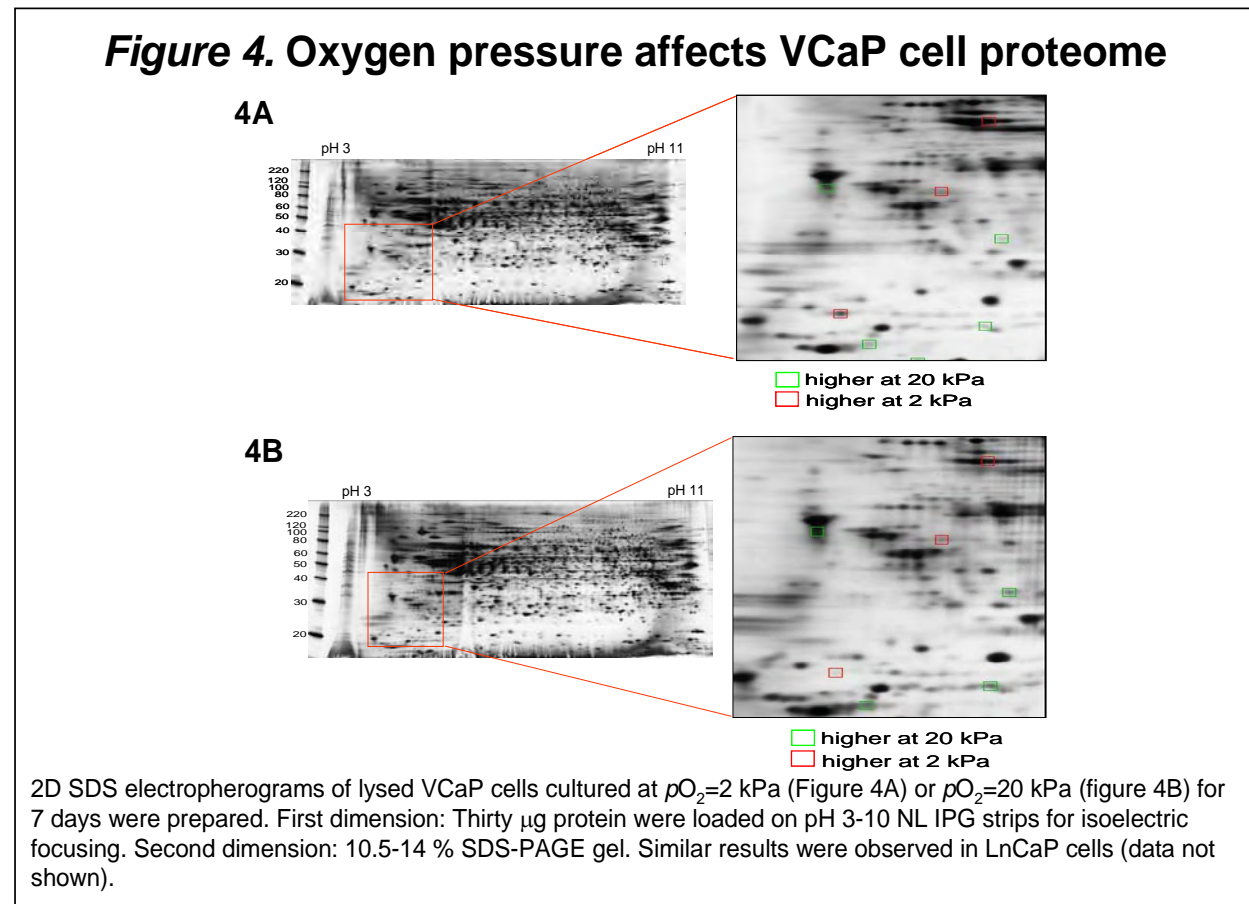 Figure 4. Oxygen pressure affects VCaP cell proteome
4A
pH 3
pH 11
220
120
100
80
60
50
40
30
20
higher at 20 kPa
higher at 2 kPa
4B
pH 3
pH 11
220
120
100
80
60
50
40
30
20
higher at 20 kPa
higher at 2 kPa
2D SDS electropherograms of lysed VCaP cells cultured at pO₂=2 kPa (Figure 4A) or pO₂=20 kPa (figure 4B) for
7 days were prepared. First dimension: Thirty μg protein were loaded on pH 3-10 NL IPG strips for isoelectric
focusing. Second dimension: 10.5-14 % SDS-PAGE gel. Similar results were observed in LnCaP cells (data not
shown).